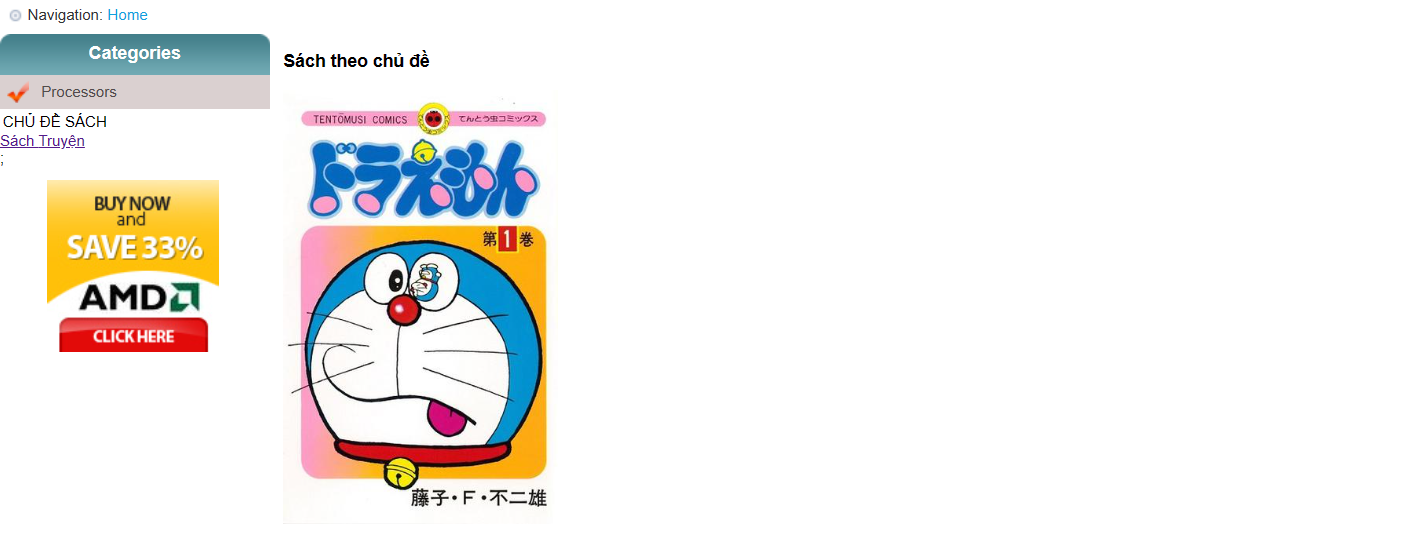 Navigation: Home
Categories
Processors
CHỦ ĐỀ SÁCH
Sách Truyện
;
BUY NOW
and
SAVE 33%
AMD
CLICK HERE
Sách theo chủ đề
TENTŌMUSI COMICS てんとう虫コミックス
ドラえもん
第1巻
藤子・F・不二雄